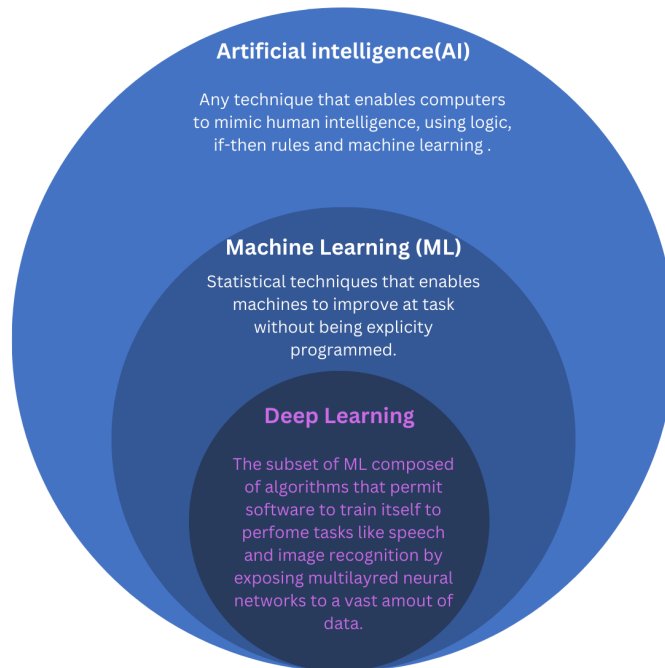 Artificial intelligence(AI)
Any technique that enables computers
to mimic human intelligence, using logic,
if-then rules and machine learning .
Machine Learning (ML)
Statistical techniques that enables
machines to improve at task
without being explicity
programmed.
Deep Learning
The subset of ML composed
of algorithms that permit
software to train itself to
perfome tasks like speech
and image recognition by
exposing multilayred neural
networks to a vast amout of
data.